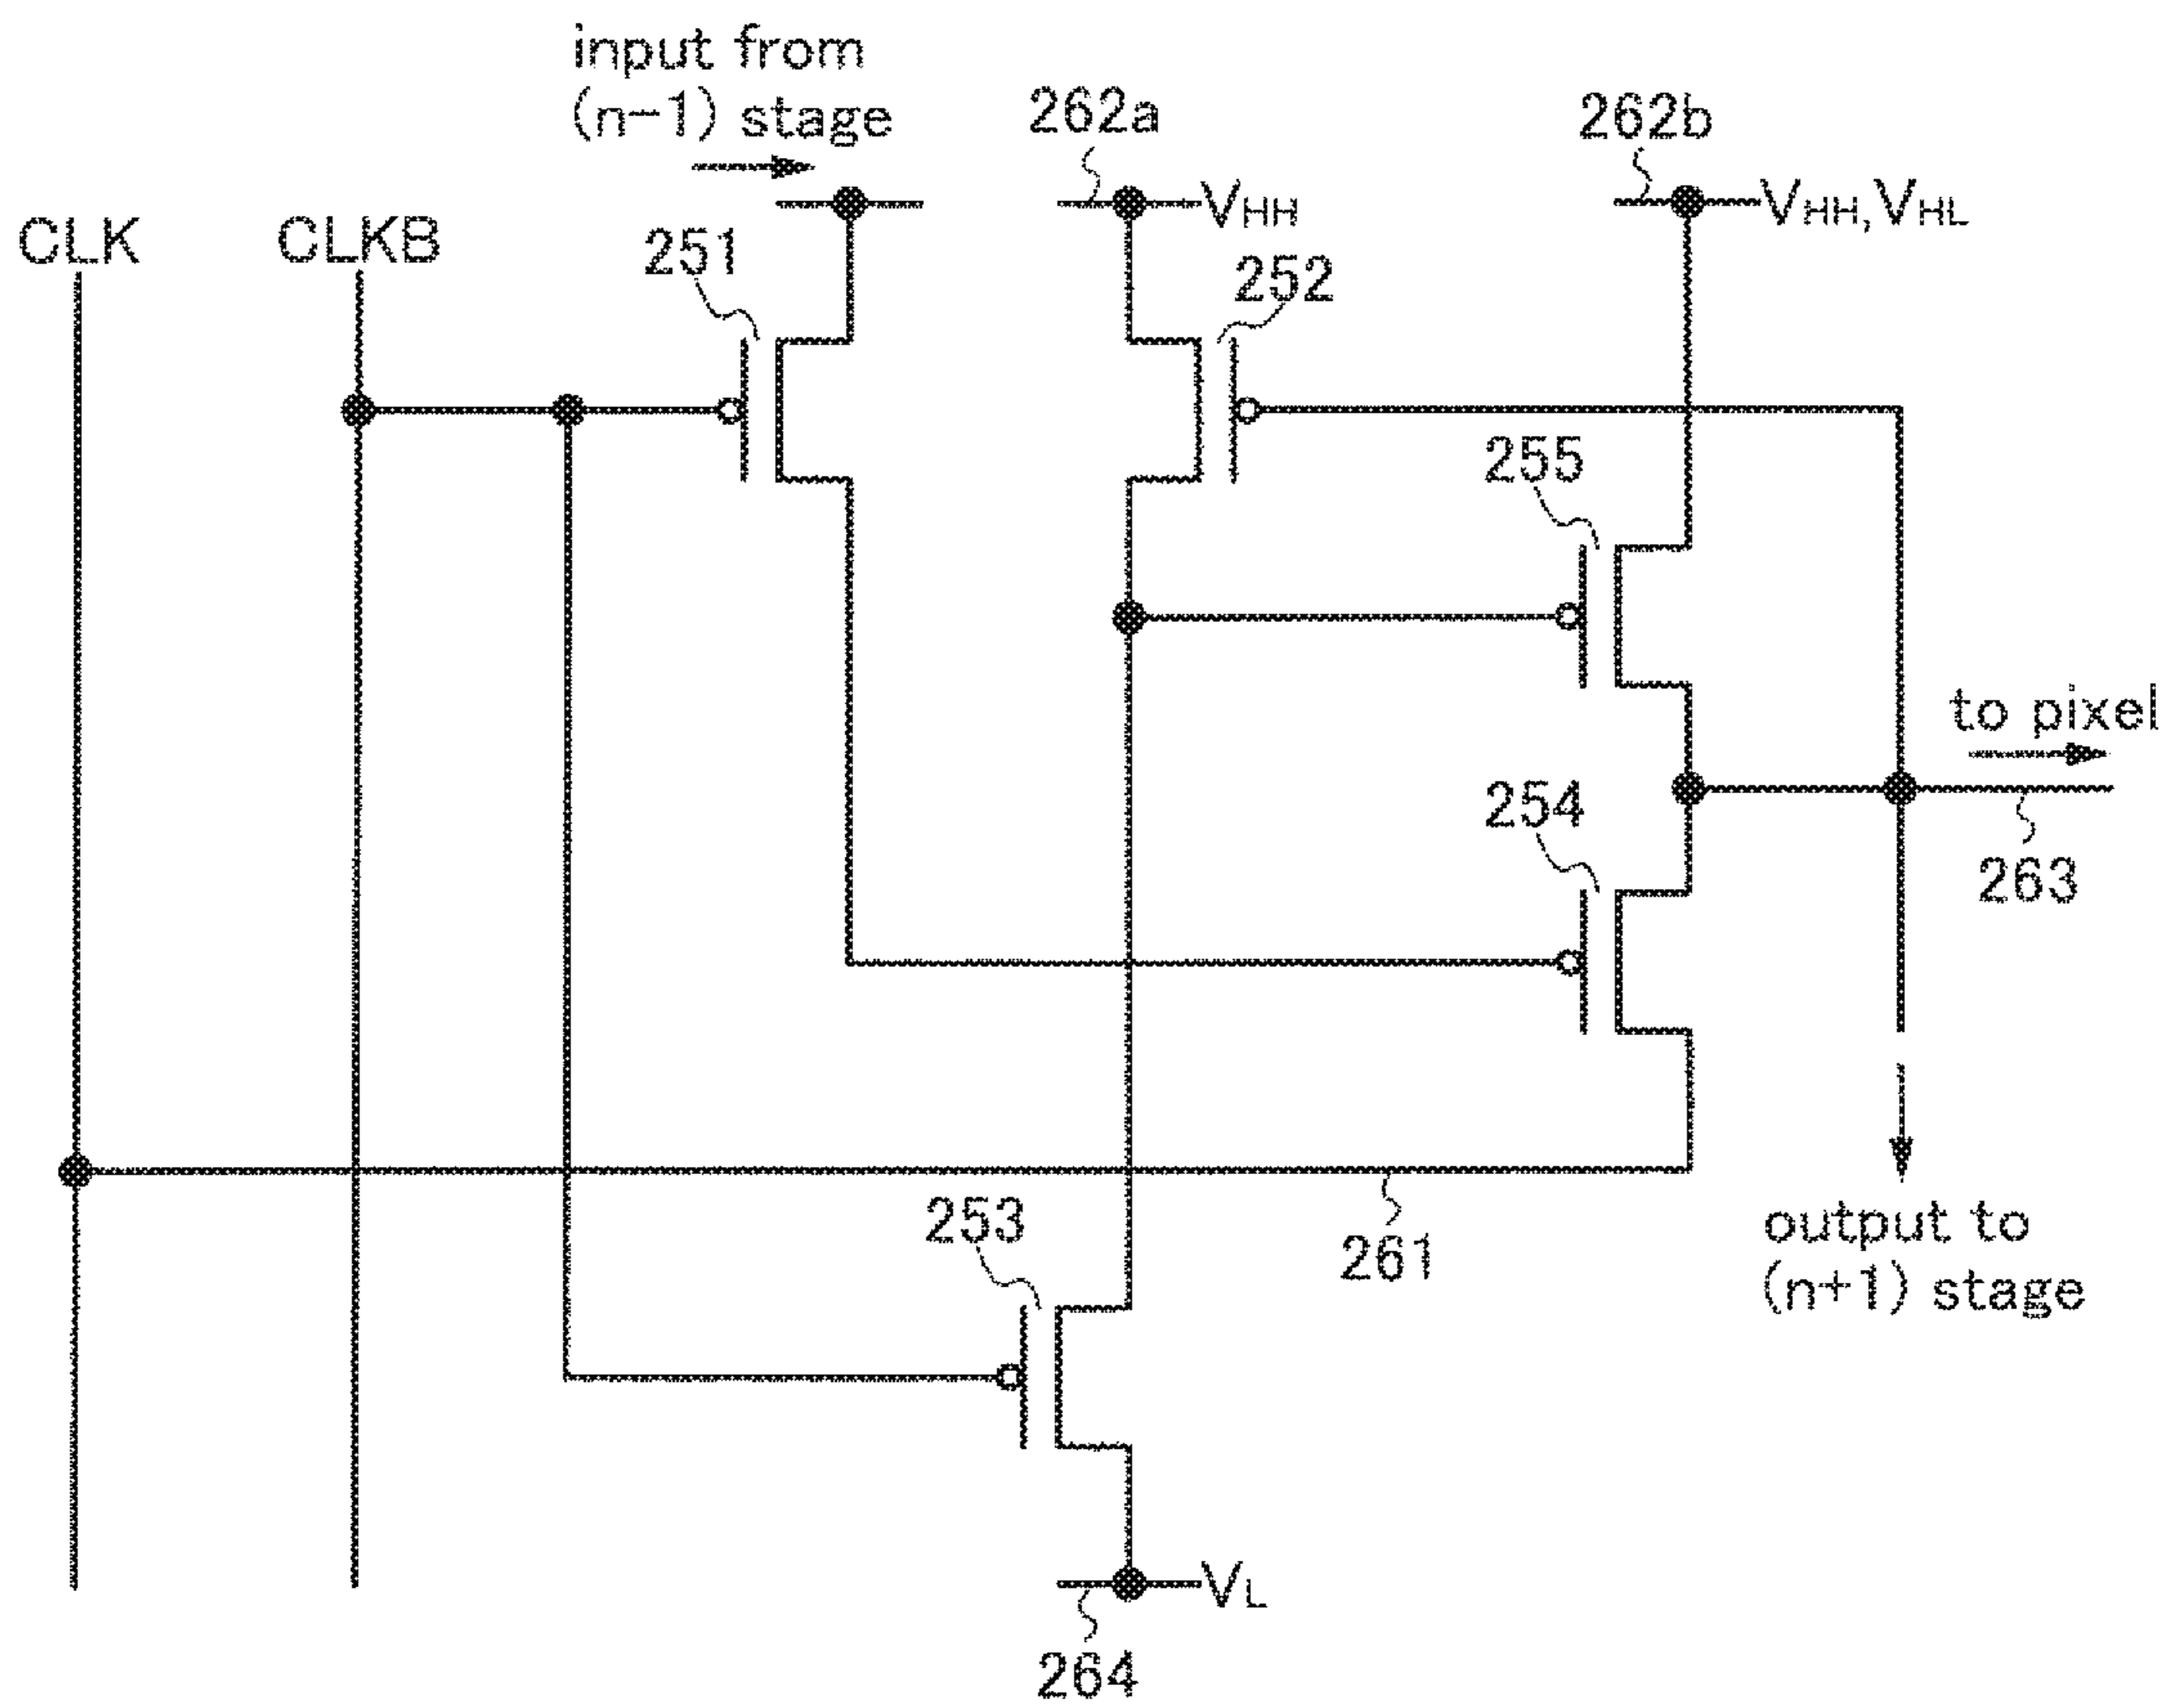 input from
(n-1) stage
262a
262b
VHH
VHH, VHL
CLK
CLKB
251
252
255
to pixel
254
263
253
261
output to
(n+1) stage
VL
264